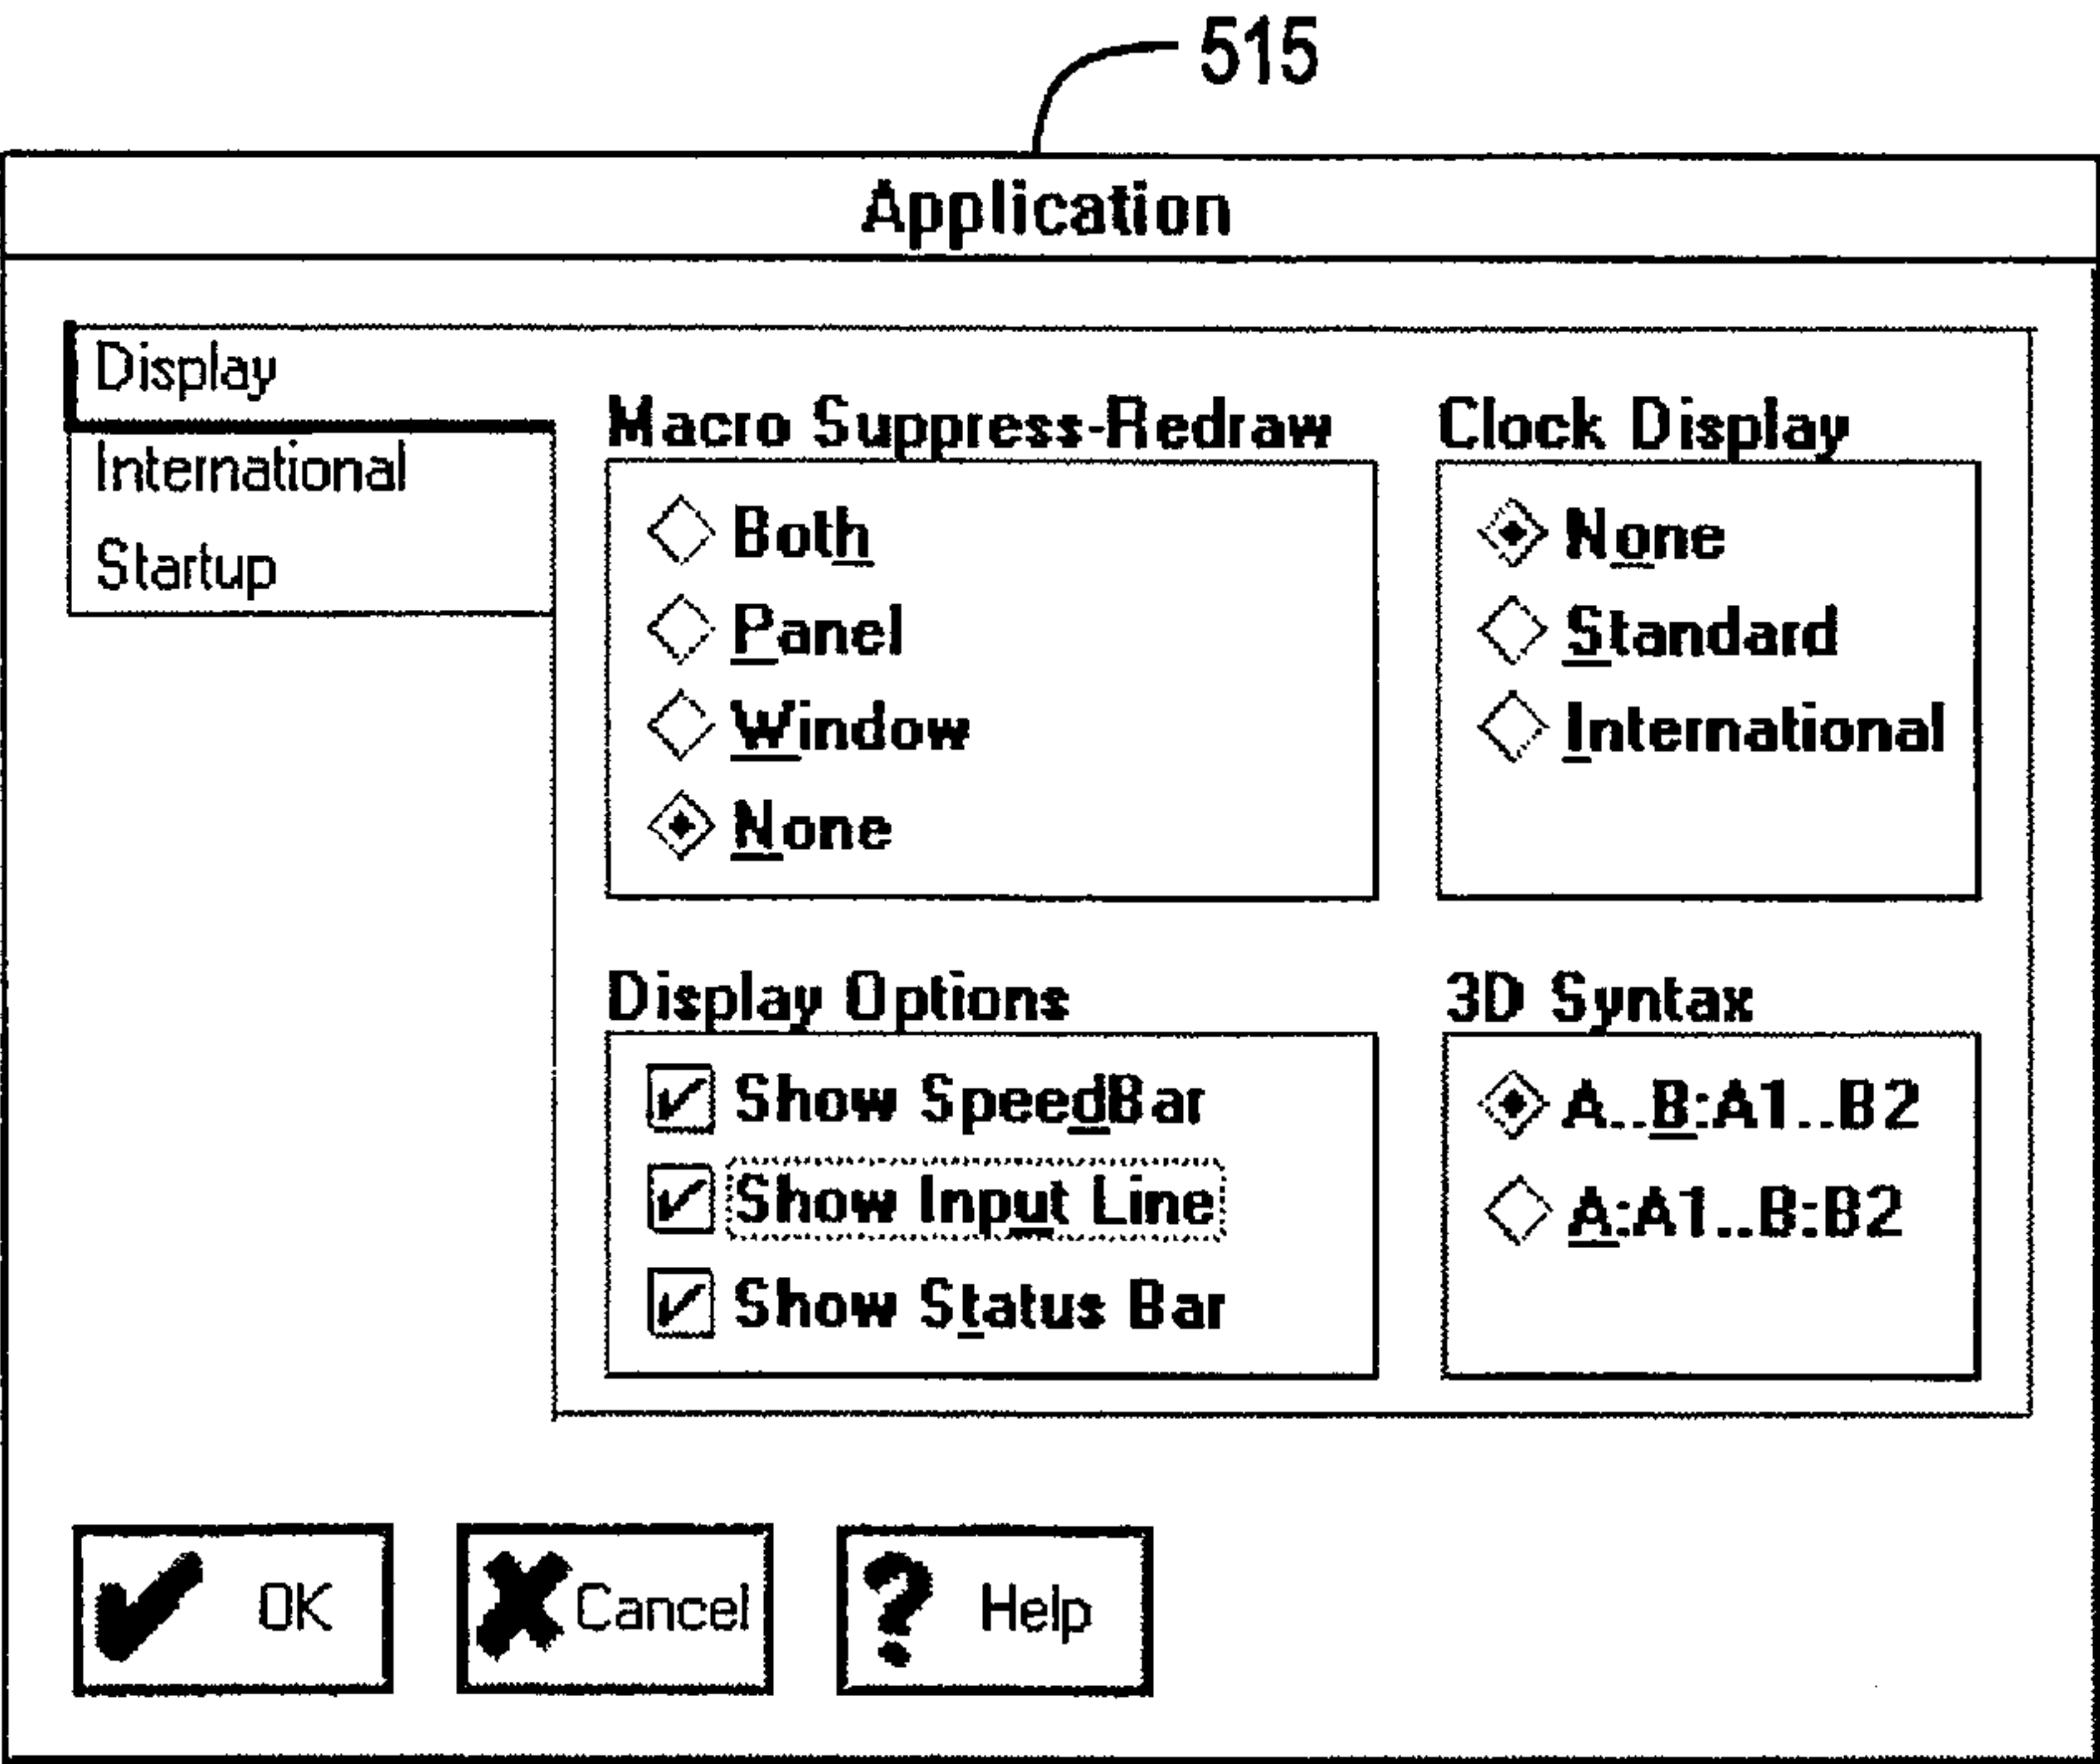 515
Application
Display
International
Startup
Macro Suppress-Redraw
Both
Panel
Window
None
Clock Display
None
Standard
International
Display Options
Show SpeedBar
Show Input Line
Show Status Bar
3D Syntax
A..B:A1..B2
A:A1..B:B2
OK
Cancel
Help